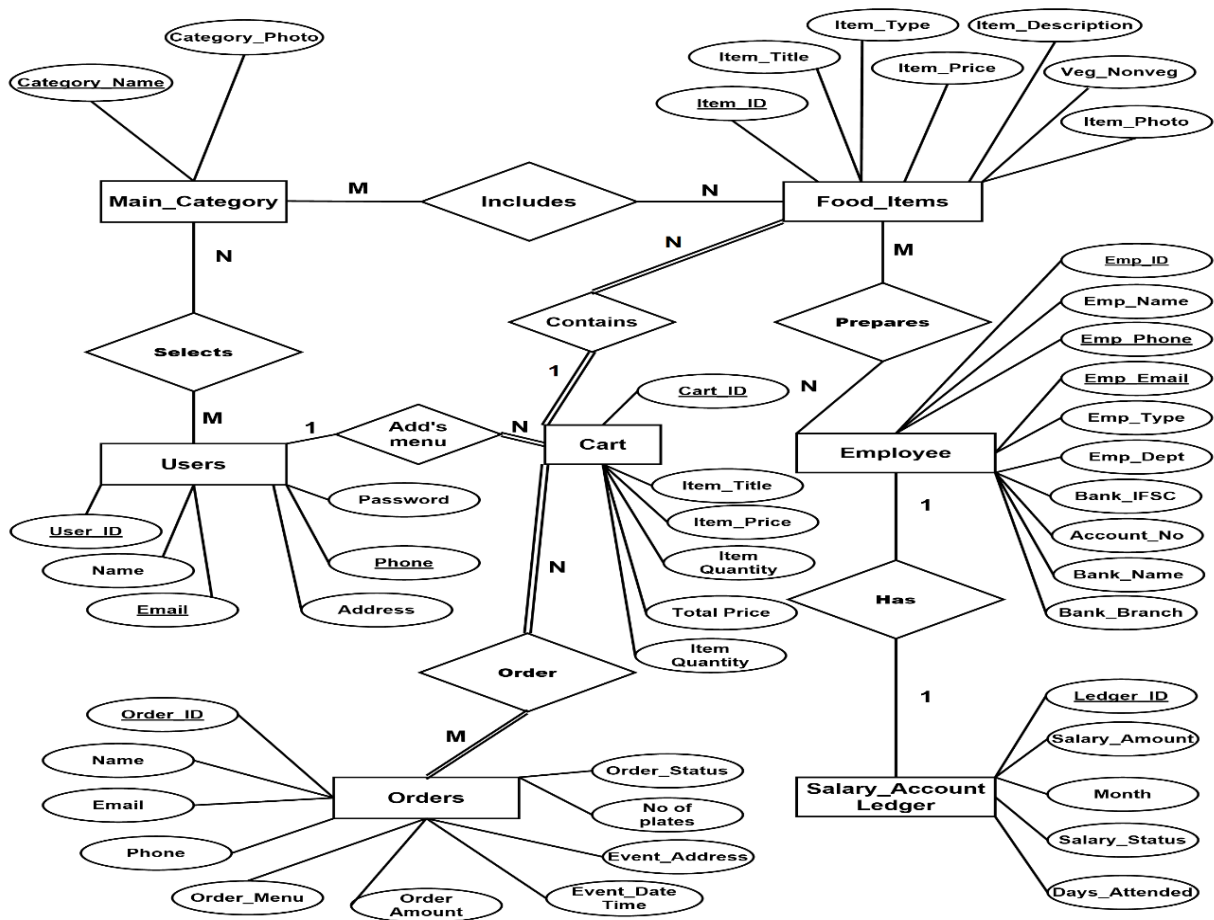 Category_Photo
Category_Name
Item_Type
Item_Description
Item_Title
Item_Price
Veg_Nonveg
Item_ID
Item_Photo
Main_Category
M
Includes
N
Food_Items
N
N
M
Emp_ID
Emp_Name
Contains
Prepares
Emp_Phone
Selects
1
Cart_ID
N
Emp_Email
M
1
Add's
menu
N
Emp_Type
Users
Cart
Employee
Emp_Dept
Password
Item_Title
Bank_IFSC
User_ID
Item_Price
1
Account_No
Name
Phone
N
Item
Quantity
Bank_Name
Email
Address
Total Price
Has
Bank_Branch
Item
Quantity
Order
Order_ID
1
Ledger_ID
Name
M
Salary_Amount
Order_Status
Email
Orders
No of
plates
Salary_Account
Ledger
Month
Phone
Event_Address
Salary_Status
Order_Menu
Order
Amount
Event_Date
Time
Days_Attended